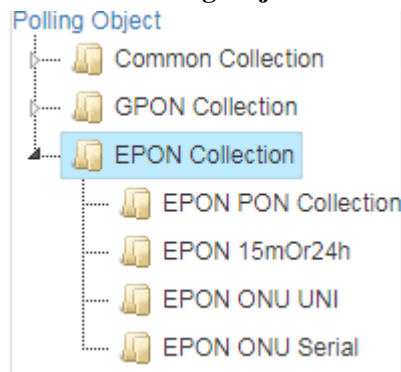 Polling Object
Common Collection
GPON Collection
EPON Collection
EPON PON Collection
EPON 15mOr24h
EPON ONU UNI
EPON ONU Serial